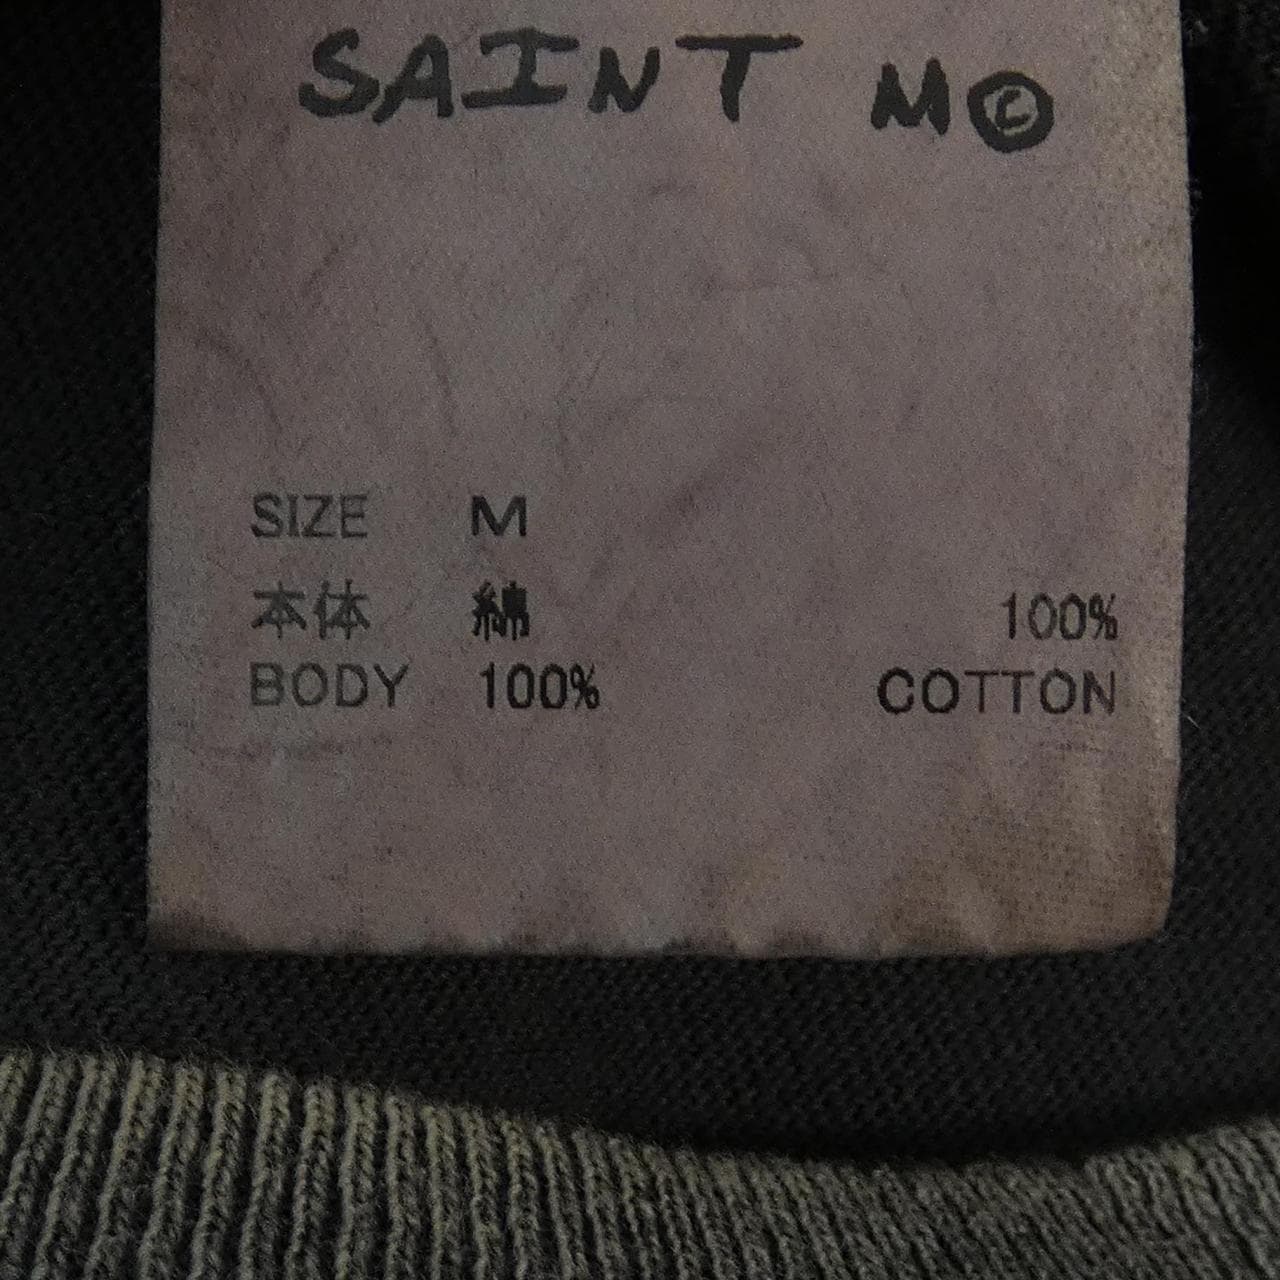 SAINT M©
SIZE M
本体 綿 100%
BODY 100% COTTON